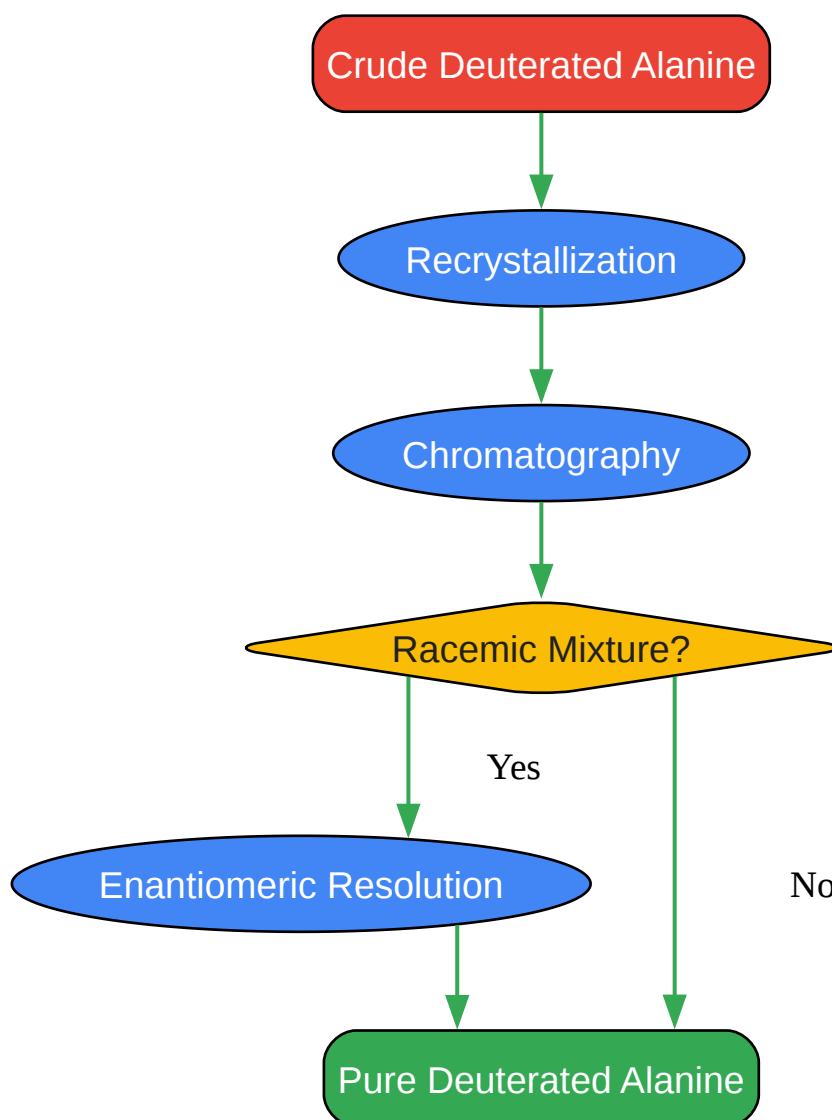 Crude Deuterated Alanine
Recrystallization
Chromatography
Racemic Mixture?
Yes
Enantiomeric Resolution
No
Pure Deuterated Alanine